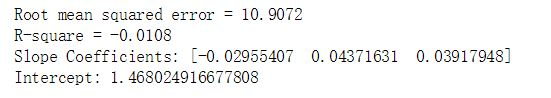 Root mean squared error = 10.9072
R-square = -0.0108
Slope Coefficients: [-0.02955407  0.04371631  0.03917948]
Intercept: 1.468024916677808